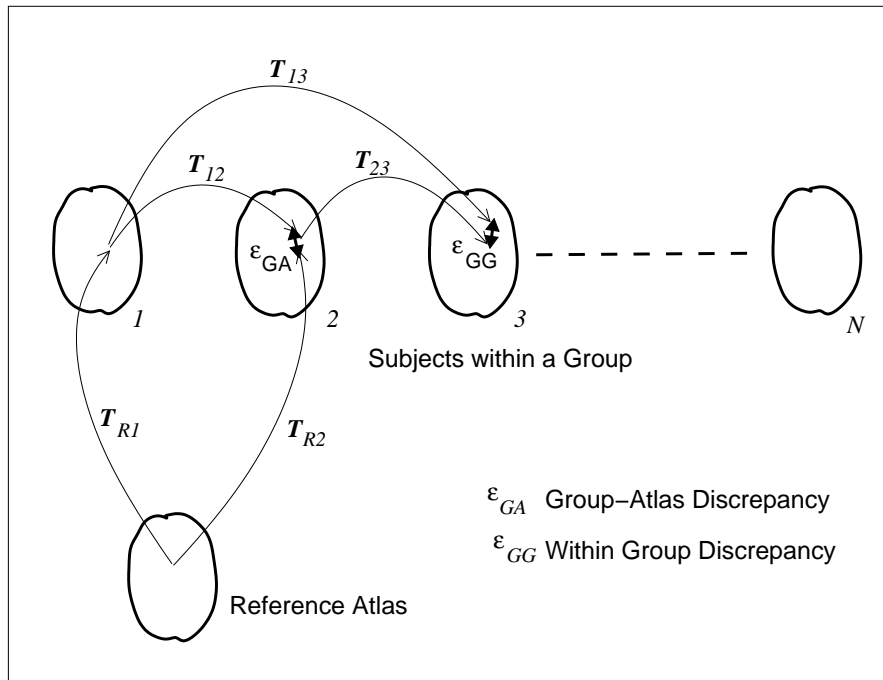 T13
T12
T23
εGA
εGG
1
2
3
N
Subjects within a Group
TR1
TR2
εGA Group−Atlas Discrepancy
εGG Within Group Discrepancy
Reference Atlas